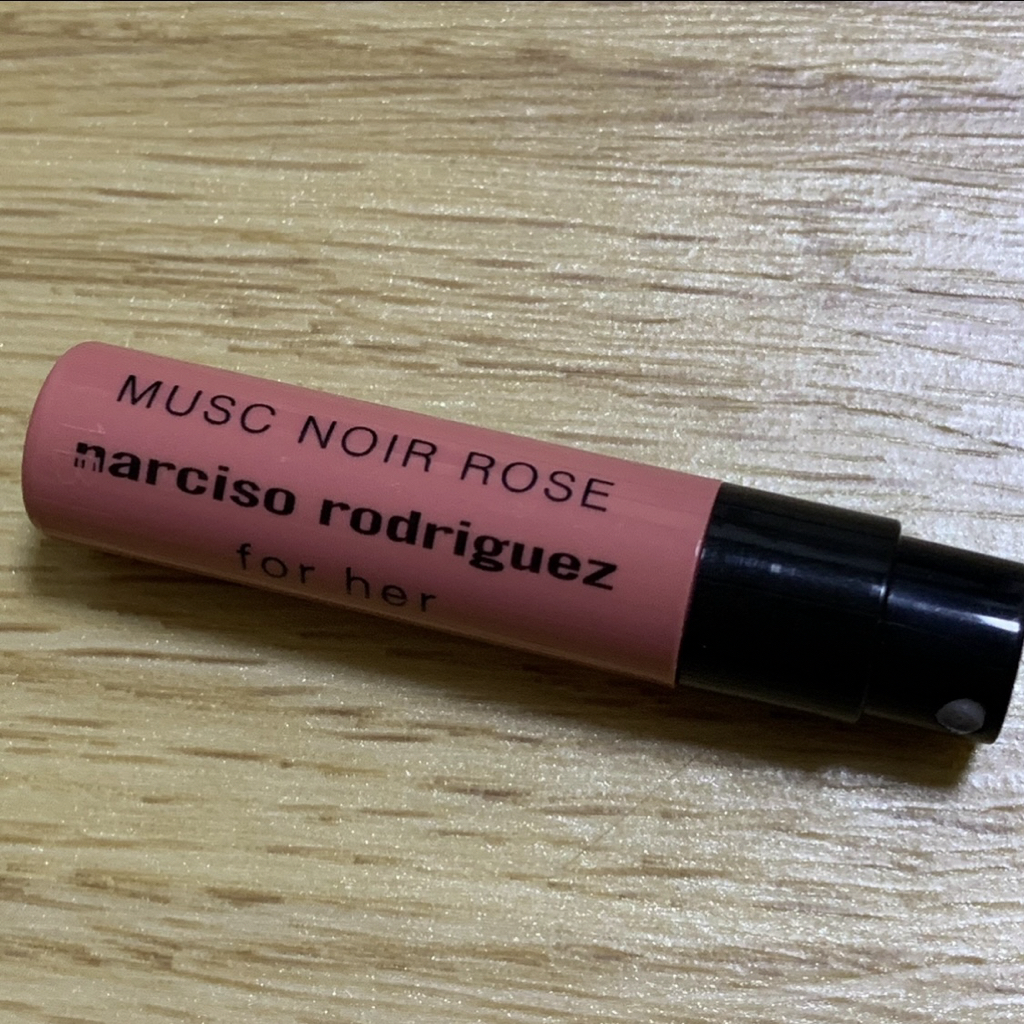 MUSC NOIR ROSE
narciso rodriguez
for her